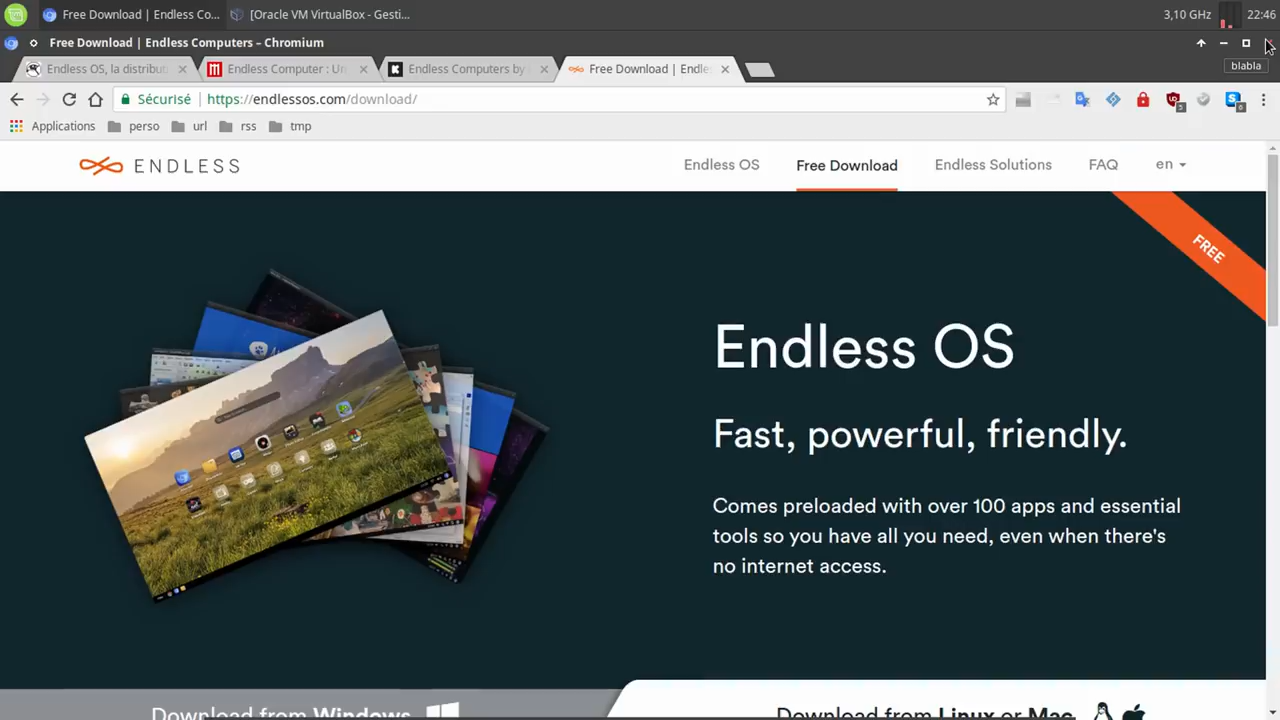 Free Download | Endless Co...
[Oracle VM VirtualBox - Gesti...
3,10 GHz
22:46
Free Download | Endless Computers – Chromium
Endless OS, la distribut
Endless Computer : Un
Endless Computers by
Free Download | Endle
blabla
Sécurisé
https://endlessos.com/download/
5
6
Applications
perso
url
rss
tmp
ENDLESS
Endless OS
Free Download
Endless Solutions
FAQ
en
FREE
Endless OS
Fast, powerful, friendly.
Comes preloaded with over 100 apps and essential
tools so you have all you need, even when there's
no internet access.
Download from Windows
Download from Linux or Mac